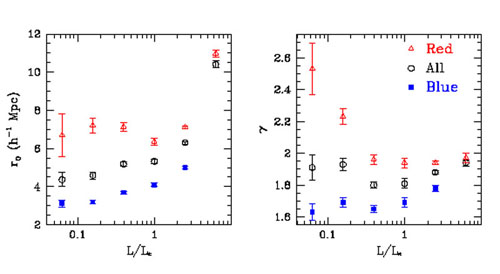 12
10
8
6
4
2
r₀ (h⁻¹ Mpc)
0.1
1
L/L*
2.6
2.4
2.2
2
1.8
1.6
γ
0.1
1
L/L*
Red
All
Blue